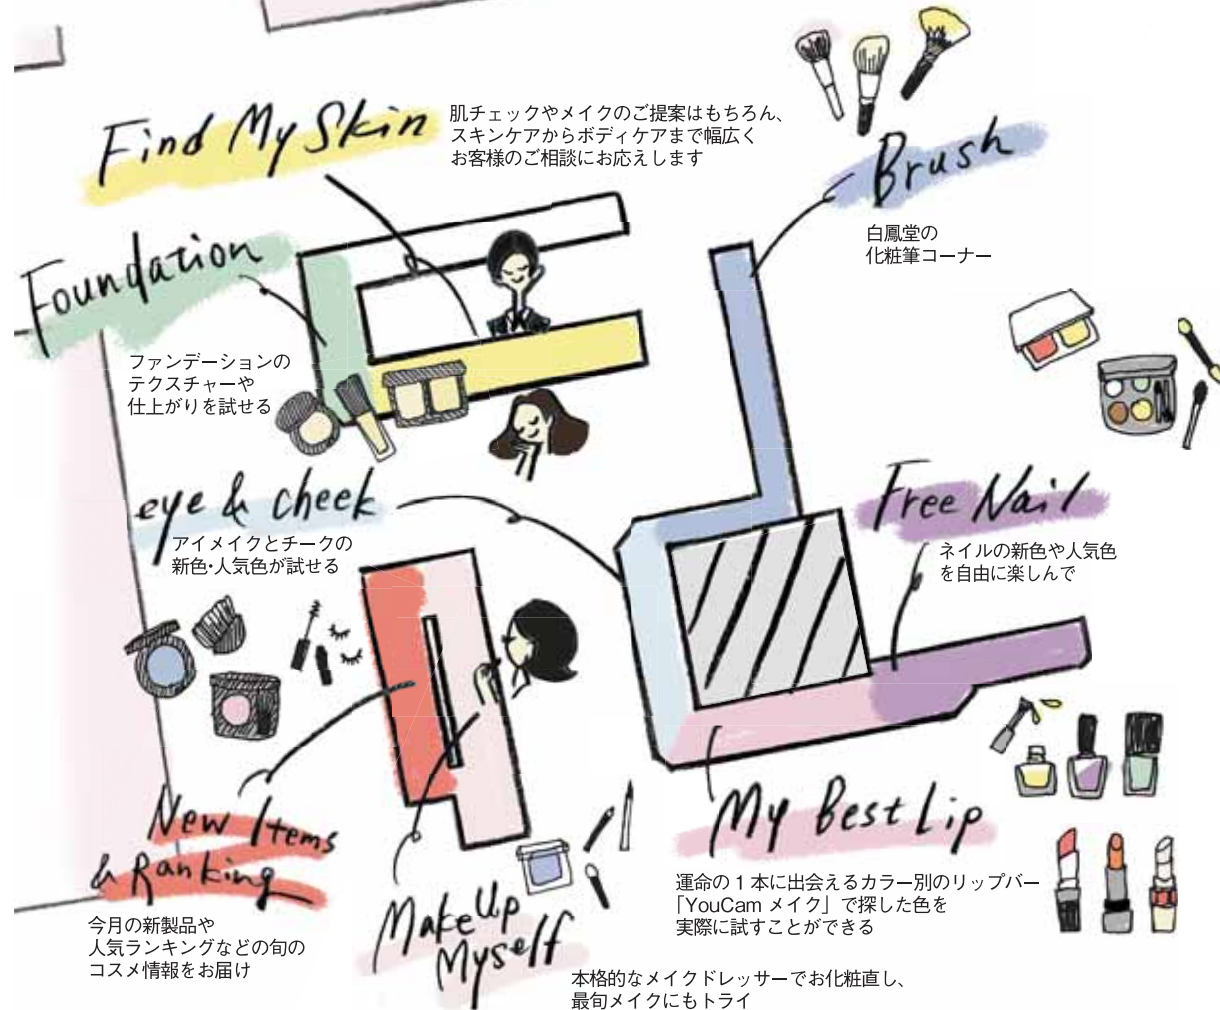 Find My Skin
肌チェックやメイクのご提案はもちろん、
スキンケアからボディケアまで幅広く
お客様のご相談にお応えします
Brush
白鳳堂の
化粧筆コーナー
Foundation
ファンデーションの
テクスチャーや
仕上がりを試せる
eye & cheek
アイメイクとチークの
新色・人気色が試せる
Free Nail
ネイルの新色や人気色
を自由に楽しんで
New Items
& Ranking
今月の新製品や
人気ランキングなどの旬の
コスメ情報をお届け
Make Up
Myself
本格的なメイクドレッサーでお化粧直し、
最旬メイクにもトライ
My Best Lip
運命の1本に出会えるカラー別のリップバー
「YouCam メイク」で探した色を
実際に試すことができる